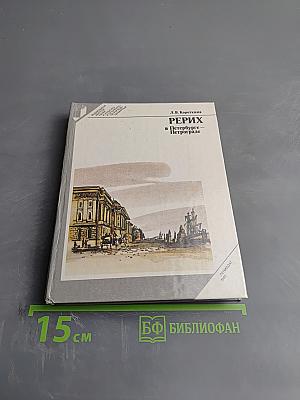 Л. В. Короткина
РЕРИХ
в Петербурге —
Петрограде
15 см
БФ БИБЛИОФАН